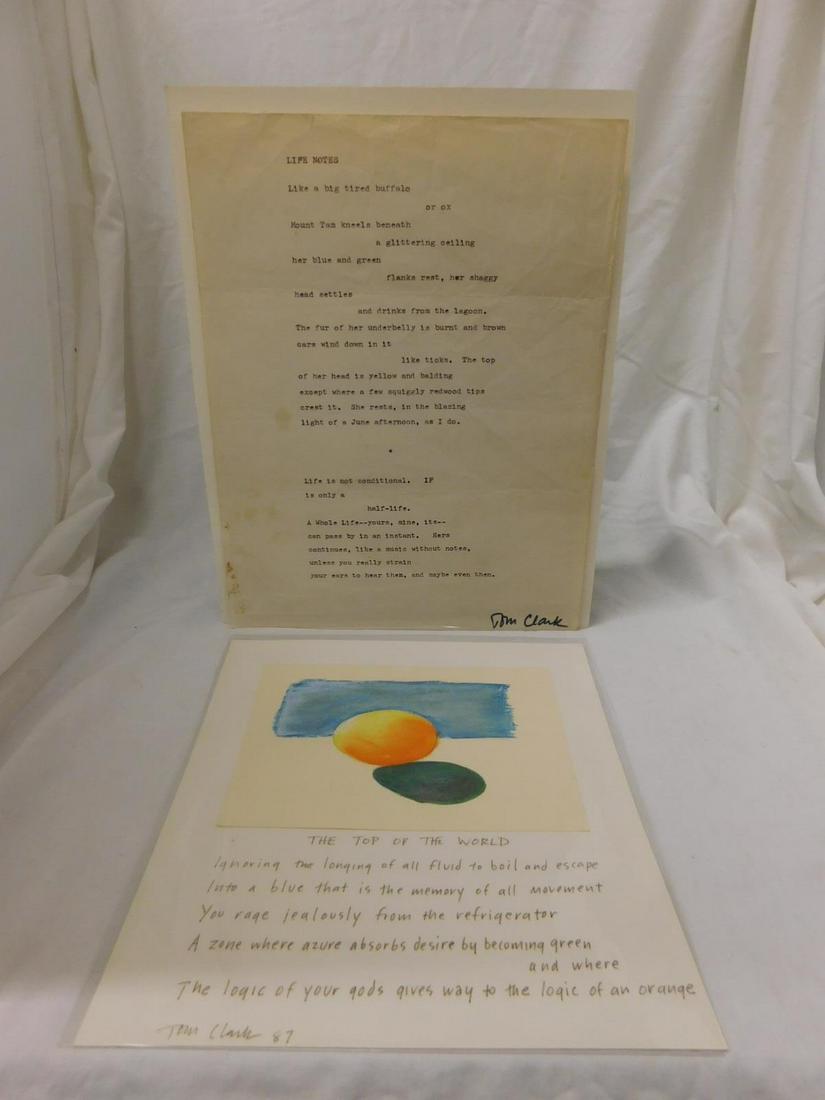 LIFE NOTES
Like a big tired buffalo
or ox
Mount Tam kneels beneath
a glittering ceiling
her blue and green
flanks rest, her shaggy
head settles
and drinks from the lagoon.
The fur of her underbelly is burnt and brown
cars wind down in it
like ticks. The top
of her head is yellow and balding
except where a few squiggly redwood tips
crest it. She rests, in the blazing
light of a June afternoon, as I do.
*
Life is not conditional. IF
is only a
half-life.
A Whole Life--yours, mine, its--
can pass by in an instant. Hers
continues, like a music without notes,
unless you really strain
your ears to hear them, and maybe even then.
Tom Clark
THE TOP OF THE WORLD
Ignoring the longing of all fluid to boil and escape
Into a blue that is the memory of all movement
You rage jealously from the refrigerator
A zone where azure absorbs desire by becoming green
and where
The logic of your gods gives way to the logic of an orange
Tom Clark 87